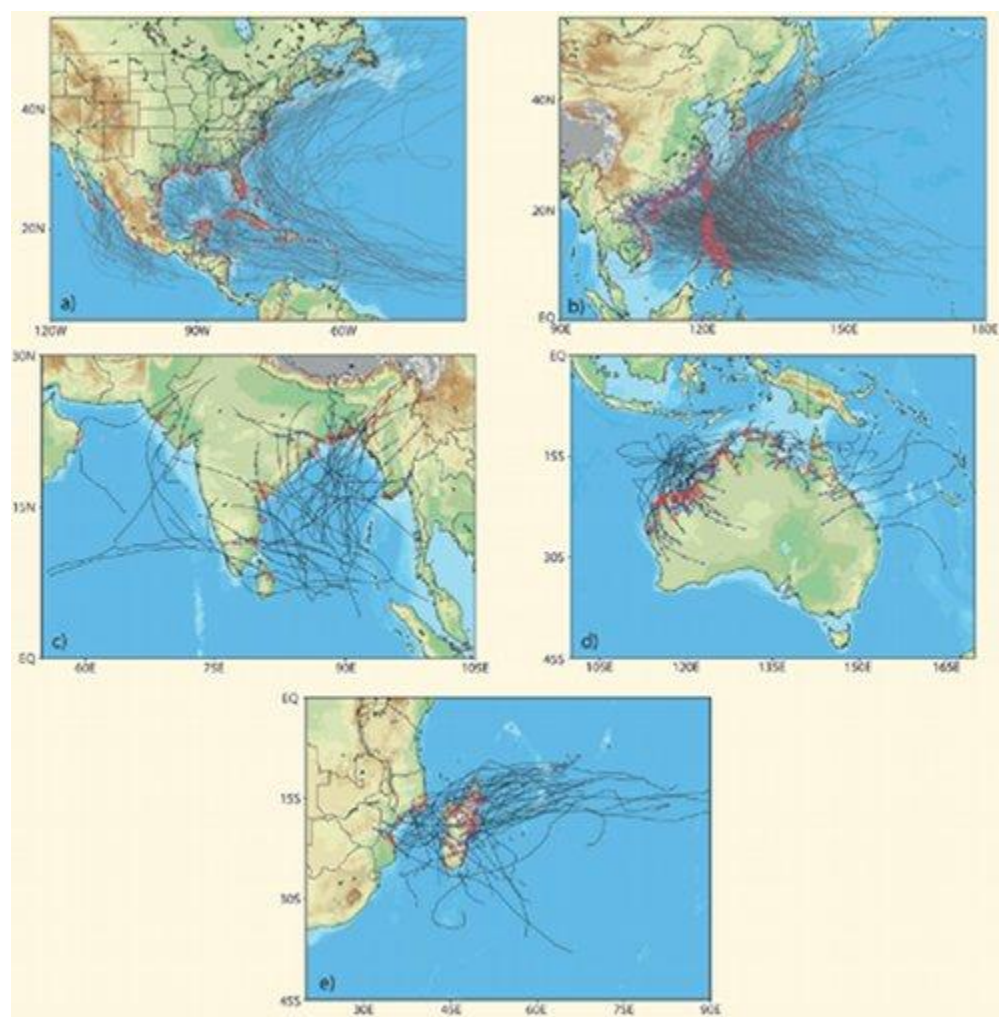 40N
20N
a)
120W 90W 60W
40N
20N
EQ
b)
90E 120E 150E 180E
30N
15N
EQ
c)
60E 75E 90E 105E
EQ
15S
30S
45S
d)
105E 120E 135E 150E 165E
EQ
15S
30S
45S
e)
30E 45E 60E 75E 90E